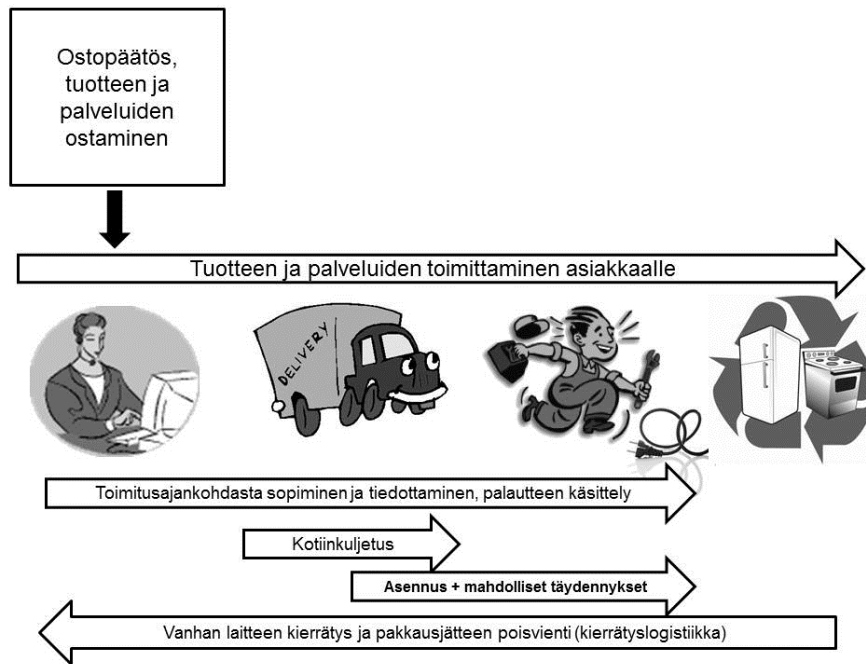 Ostopäätös,
tuotteen ja
palveluiden
ostaminen
Tuotteen ja palveluiden toimittaminen asiakkaalle
DELIVERY
Toimitusajankohdasta sopiminen ja tiedottaminen, palautteen käsittely
Kotiinkuljetus
Asennus + mahdolliset täydennykset
Vanhan laitteen kierrätys ja pakkausjätteen poisvienti (kierrätyslogistiikka)